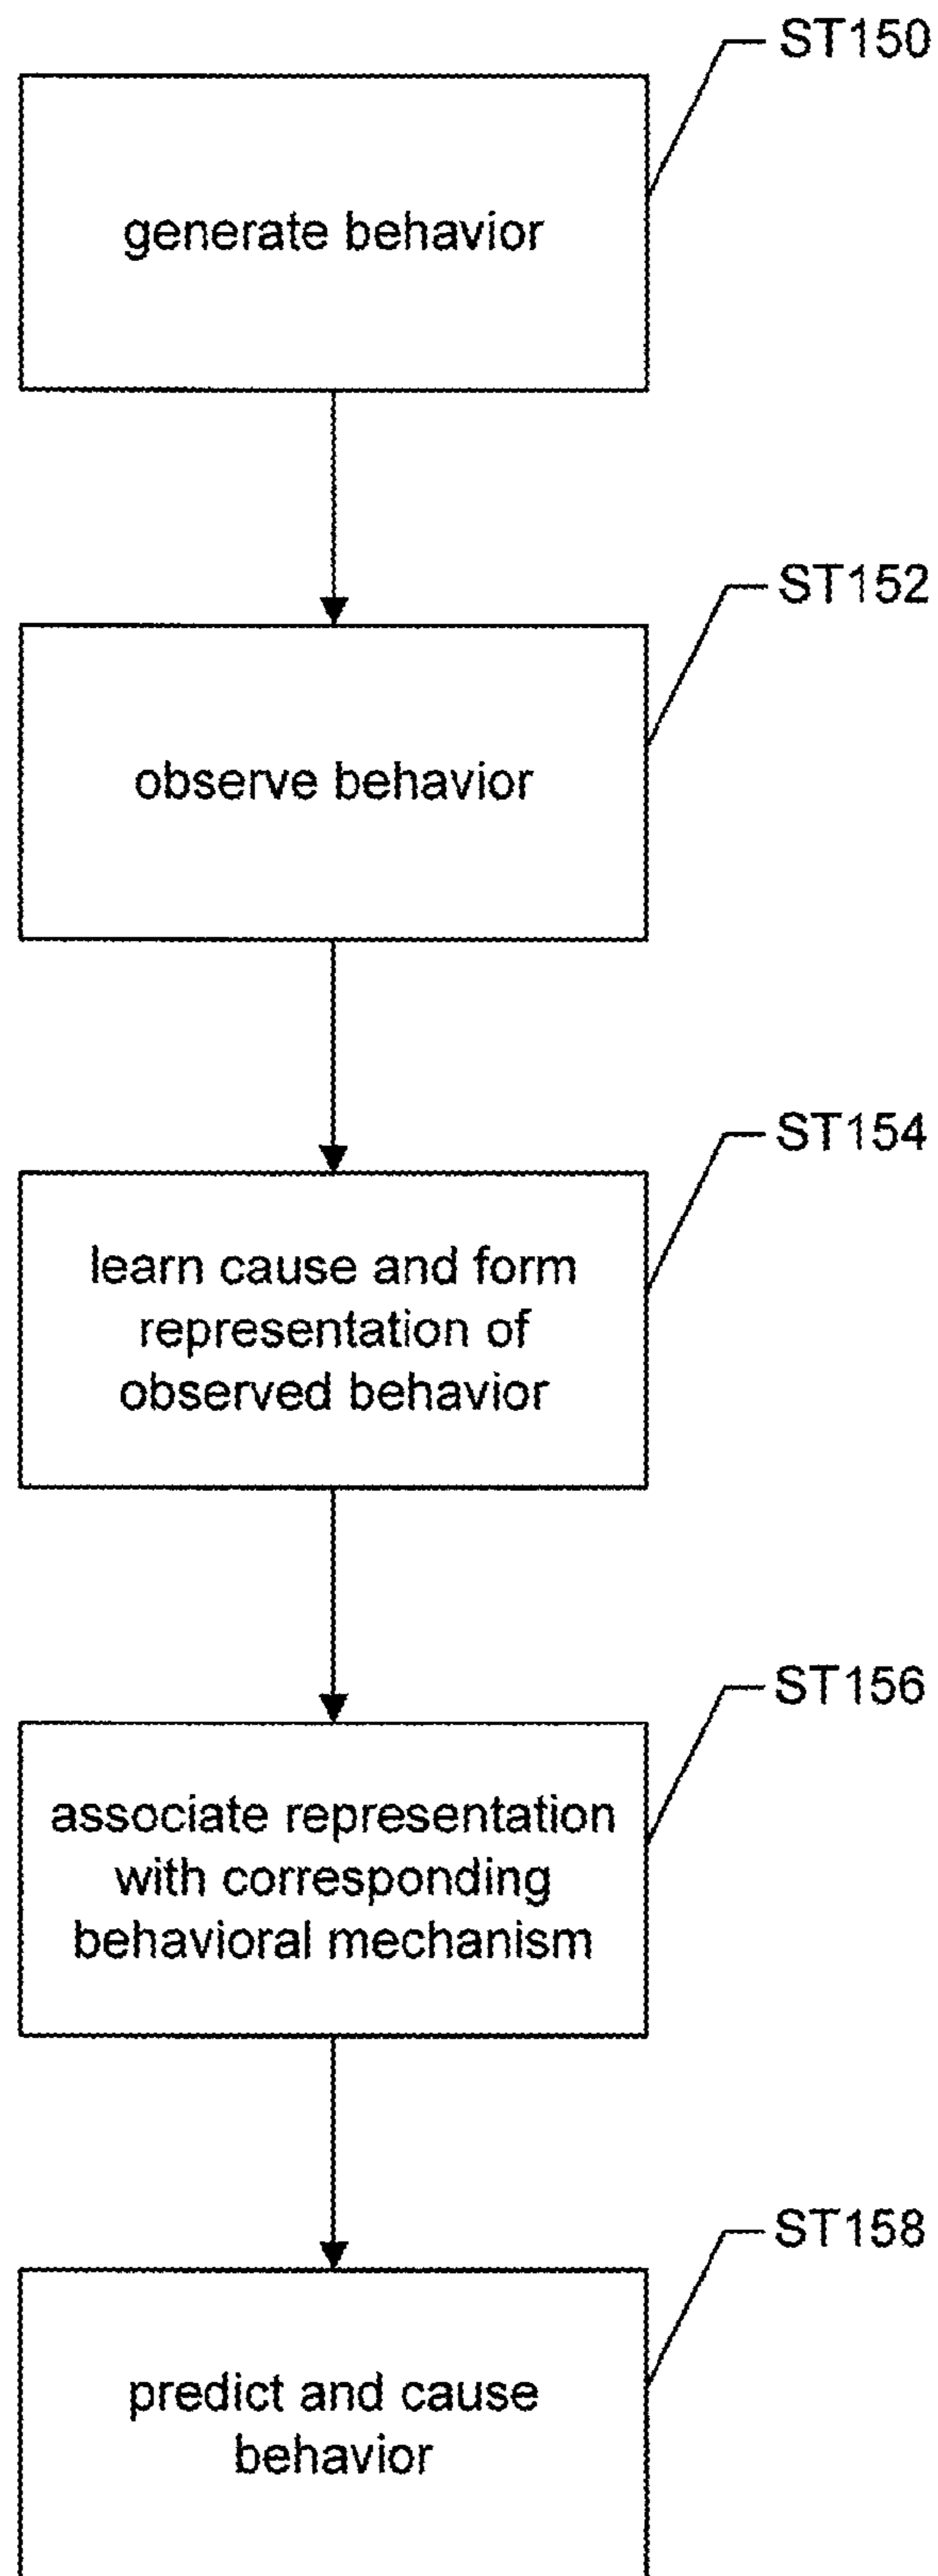 ST150
generate behavior
ST152
observe behavior
ST154
learn cause and form
representation of
observed behavior
ST156
associate representation
with corresponding
behavioral mechanism
ST158
predict and cause
behavior